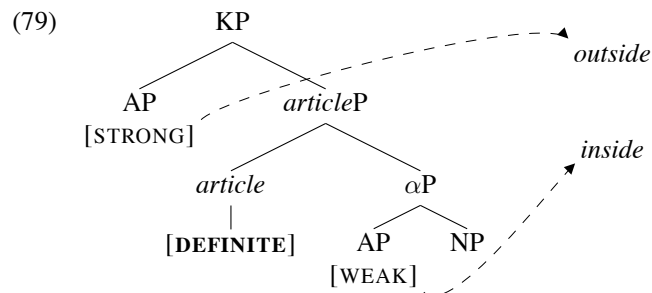 (79)
KP
outside
AP articleP
[STRONG]
inside
article αP
[DEFINITE] AP NP
[WEAK]